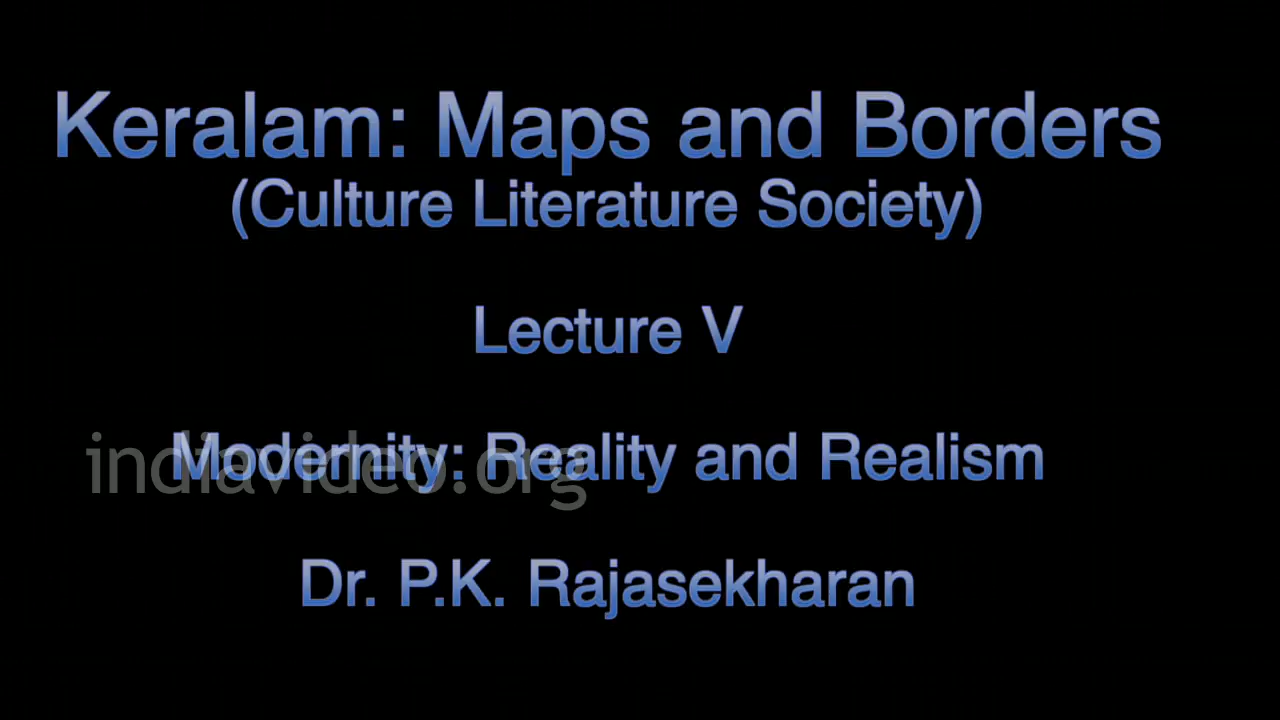 Keralam: Maps and Borders
(Culture Literature Society)
Lecture V
Modernity: Reality and Realism
indiavideo.org
Dr. P.K. Rajasekharan